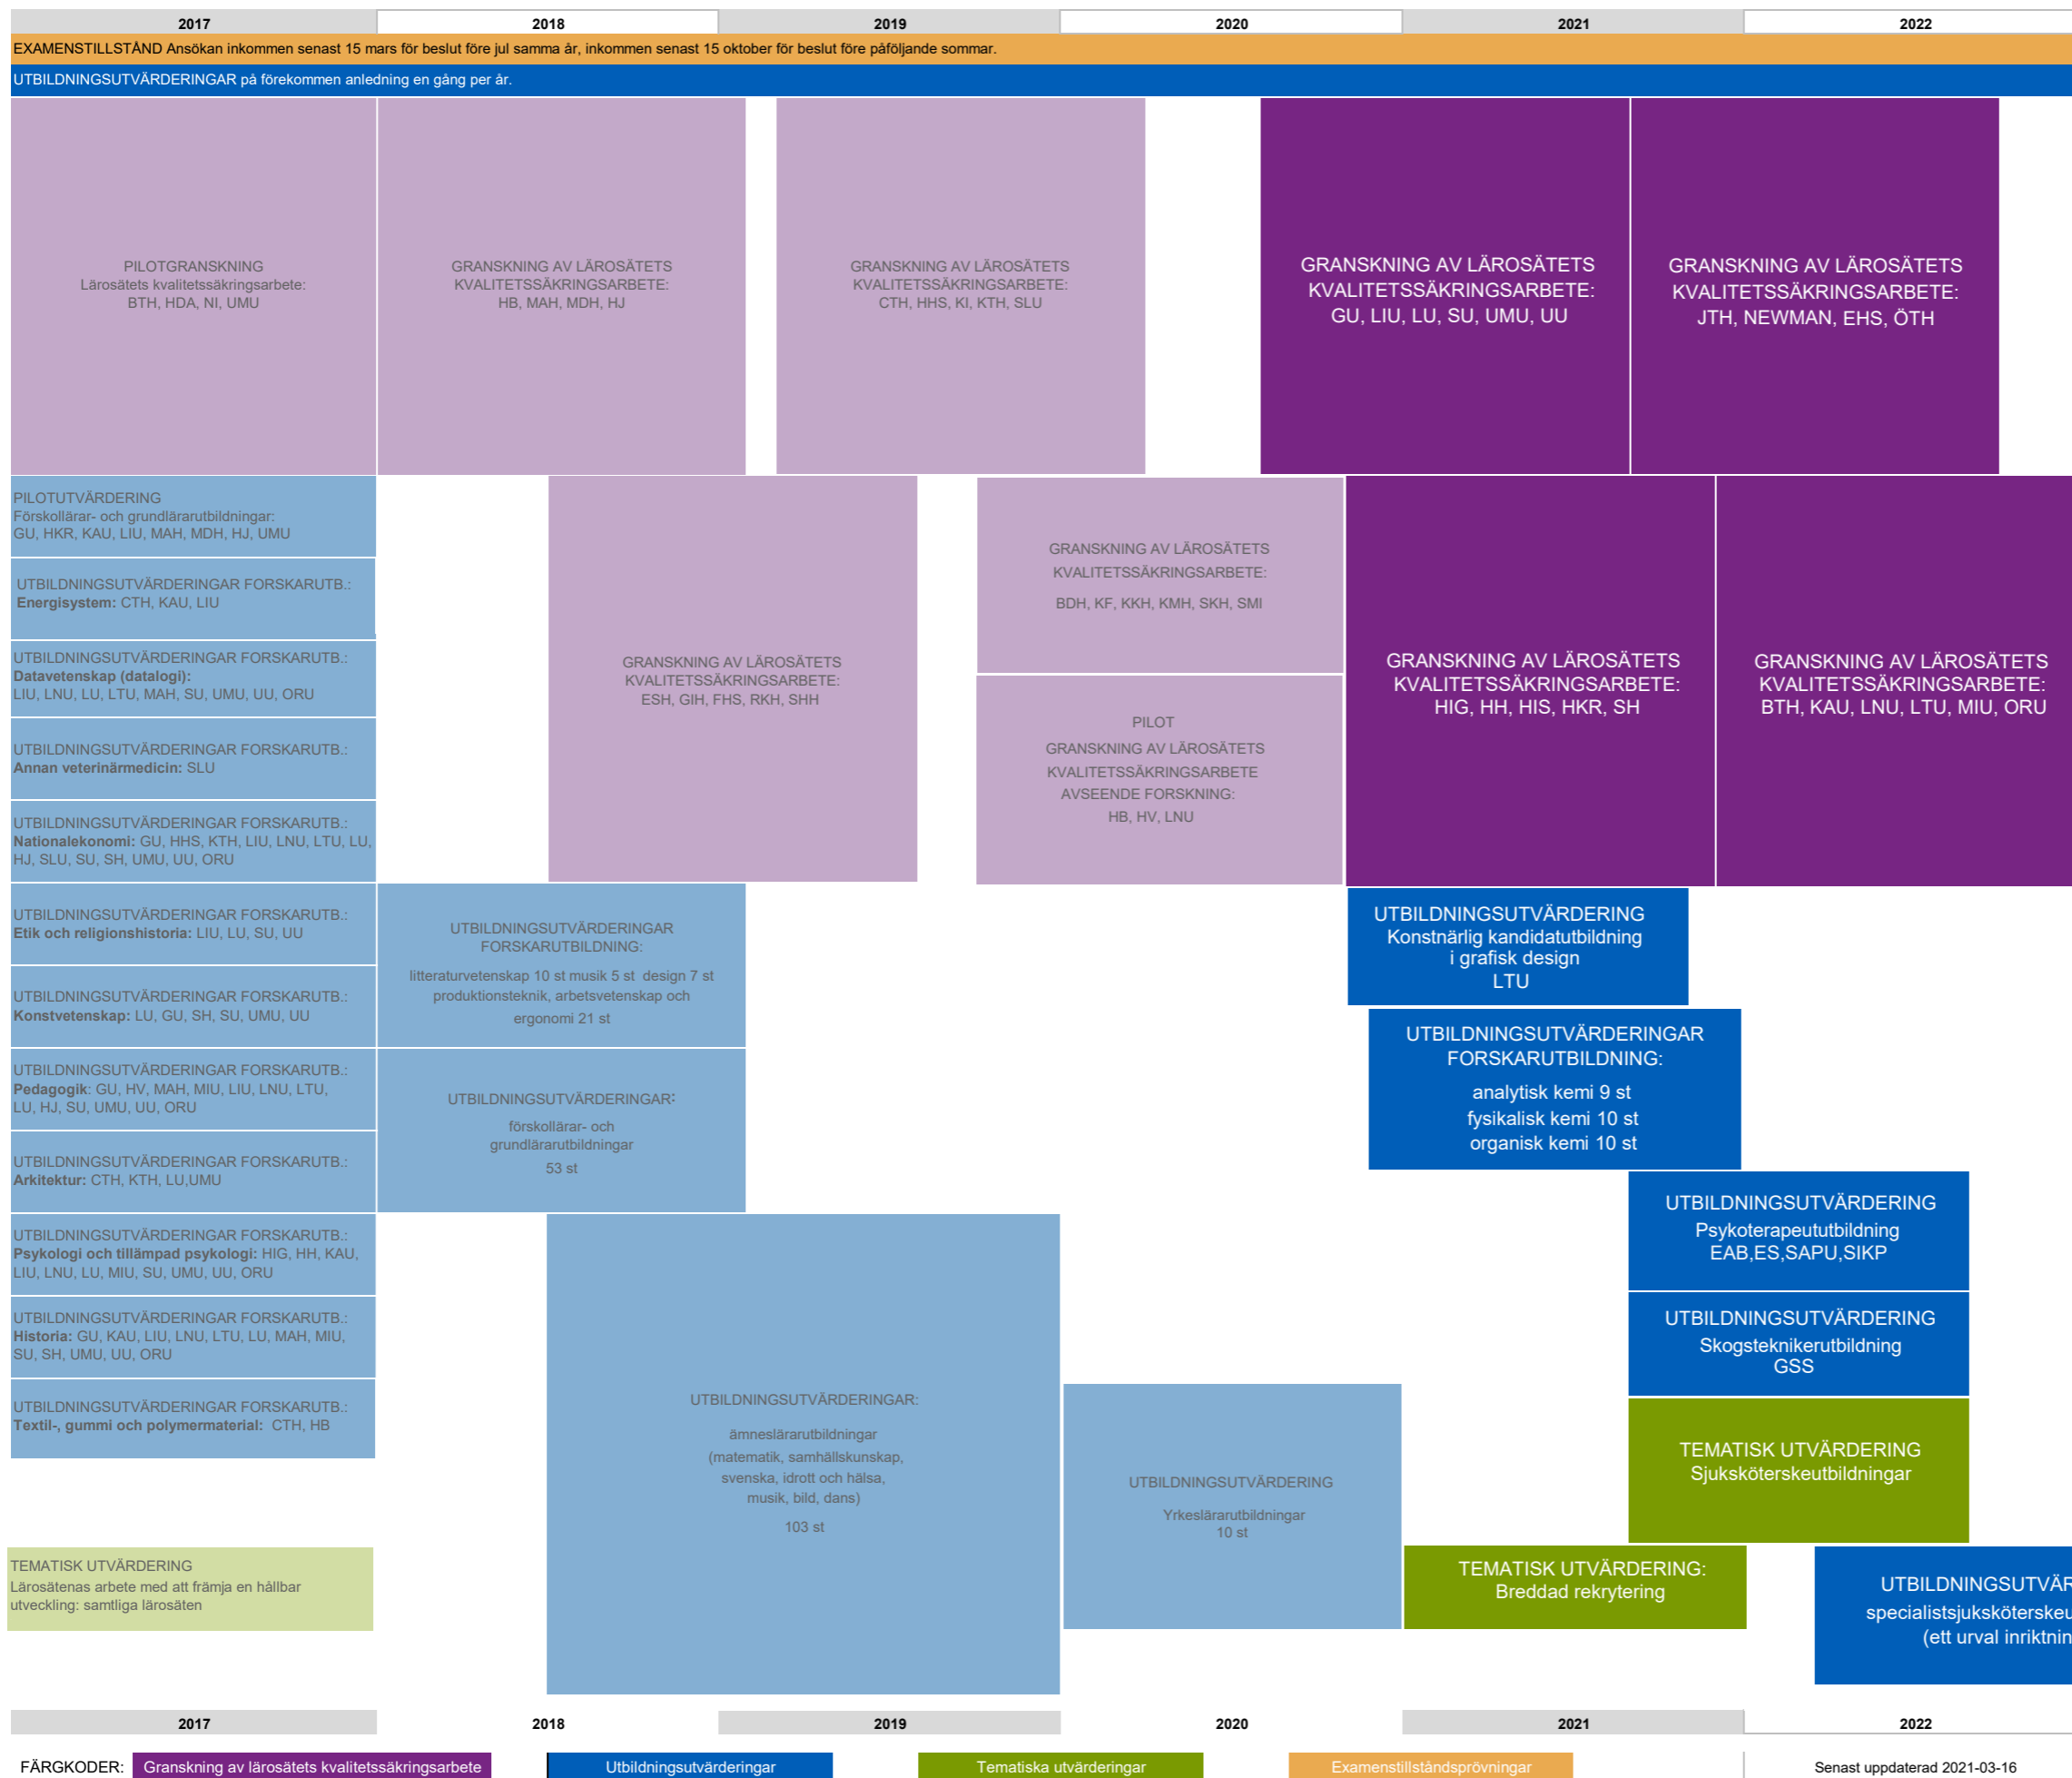 2017 2018 2019 2020 2021 2022
EXAMENSTILLSTÅND Ansökan inkommen senast 15 mars för beslut före jul samma år, inkommen senast 15 oktober för beslut före påföljande sommar.
UTBILDNINGSUTVÄRDERINGAR på förekommen anledning en gång per år.
PILOTGRANSKNING
Lärosätets kvalitetssäkringsarbete:
BTH, HDA, NI, UMU
GRANSKNING AV LÄROSÄTETS
KVALITETSSÄKRINGSARBETE:
HB, MAH, MDH, HJ
GRANSKNING AV LÄROSÄTETS
KVALITETSSÄKRINGSARBETE:
CTH, HHS, KI, KTH, SLU
GRANSKNING AV LÄROSÄTETS
KVALITETSSÄKRINGSARBETE:
GU, LIU, LU, SU, UMU, UU
GRANSKNING AV LÄROSÄTETS
KVALITETSSÄKRINGSARBETE:
JTH, NEWMAN, EHS, ÖTH
PILOTUTVÄRDERING
Förskollärar- och grundlärarutbildningar:
GU, HKR, KAU, LIU, MAH, MDH, HJ, UMU
UTBILDNINGSUTVÄRDERINGAR FORSKARUTB.:
Energisystem: CTH, KAU, LIU
UTBILDNINGSUTVÄRDERINGAR FORSKARUTB.:
Datavetenskap (datalogi):
LIU, LNU, LU, LTU, MAH, SU, UMU, UU, ORU
UTBILDNINGSUTVÄRDERINGAR FORSKARUTB.:
Annan veterinärmedicin: SLU
UTBILDNINGSUTVÄRDERINGAR FORSKARUTB.:
Nationalekonomi: GU, HHS, KTH, LIU, LNU, LTU, LU,
HJ, SLU, SU, SH, UMU, UU, ORU
UTBILDNINGSUTVÄRDERINGAR FORSKARUTB.:
Etik och religionshistoria: LIU, LU, SU, UU
UTBILDNINGSUTVÄRDERINGAR FORSKARUTB.:
Konstvetenskap: LU, GU, SH, SU, UMU, UU
UTBILDNINGSUTVÄRDERINGAR FORSKARUTB.:
Pedagogik: GU, HV, MAH, MIU, LIU, LNU, LTU,
LU, HJ, SU, UMU, UU, ORU
UTBILDNINGSUTVÄRDERINGAR FORSKARUTB.:
Arkitektur: CTH, KTH, LU,UMU
UTBILDNINGSUTVÄRDERINGAR FORSKARUTB.:
Psykologi och tillämpad psykologi: HIG, HH, KAU,
LIU, LNU, LU, MIU, SU, UMU, UU, ORU
UTBILDNINGSUTVÄRDERINGAR FORSKARUTB.:
Historia: GU, KAU, LIU, LNU, LTU, LU, MAH, MIU,
SU, SH, UMU, UU, ORU
UTBILDNINGSUTVÄRDERINGAR FORSKARUTB.:
Textil-, gummi och polymermaterial: CTH, HB
TEMATISK UTVÄRDERING
Lärosätenas arbete med att främja en hållbar
utveckling: samtliga lärosäten
GRANSKNING AV LÄROSÄTETS
KVALITETSSÄKRINGSARBETE:
ESH, GIH, FHS, RKH, SHH
UTBILDNINGSUTVÄRDERINGAR
FORSKARUTBILDNING:
litteraturvetenskap 10 st musik 5 st design 7 st
produktionsteknik, arbetsvetenskap och
ergonomi 21 st
UTBILDNINGSUTVÄRDERINGAR:
förskollärar- och
grundlärarutbildningar
53 st
UTBILDNINGSUTVÄRDERINGAR:
ämneslärarutbildningar
(matematik, samhällskunskap,
svenska, idrott och hälsa,
musik, bild, dans)
103 st
GRANSKNING AV LÄROSÄTETS
KVALITETSSÄKRINGSARBETE:
BDH, KF, KKH, KMH, SKH, SMI
PILOT
GRANSKNING AV LÄROSÄTETS
KVALITETSSÄKRINGSARBETE
AVSEENDE FORSKNING:
HB, HV, LNU
UTBILDNINGSUTVÄRDERING
Yrkeslärarutbildningar
10 st
GRANSKNING AV LÄROSÄTETS
KVALITETSSÄKRINGSARBETE:
HIG, HH, HIS, HKR, SH
GRANSKNING AV LÄROSÄTETS
KVALITETSSÄKRINGSARBETE:
BTH, KAU, LNU, LTU, MIU, ORU
UTBILDNINGSUTVÄRDERING
Konstnärlig kandidatutbildning
i grafisk design
LTU
UTBILDNINGSUTVÄRDERINGAR
FORSKARUTBILDNING:
analytisk kemi 9 st
fysikalisk kemi 10 st
organisk kemi 10 st
UTBILDNINGSUTVÄRDERING
Psykoterapeututbildning
EAB,ES,SAPU,SIKP
UTBILDNINGSUTVÄRDERING
Skogsteknikerutbildning
GSS
TEMATISK UTVÄRDERING
Sjuksköterskeutbildningar
TEMATISK UTVÄRDERING:
Breddad rekrytering
UTBILDNINGSUTVÄR
specialistsjuksköterskeu
(ett urval inriktnin
2017 2018 2019 2020 2021 2022
FÄRGKODER: Granskning av lärosätets kvalitetssäkringsarbete Utbildningsutvärderingar Tematiska utvärderingar Examenstillståndsprövningar Senast uppdaterad 2021-03-16